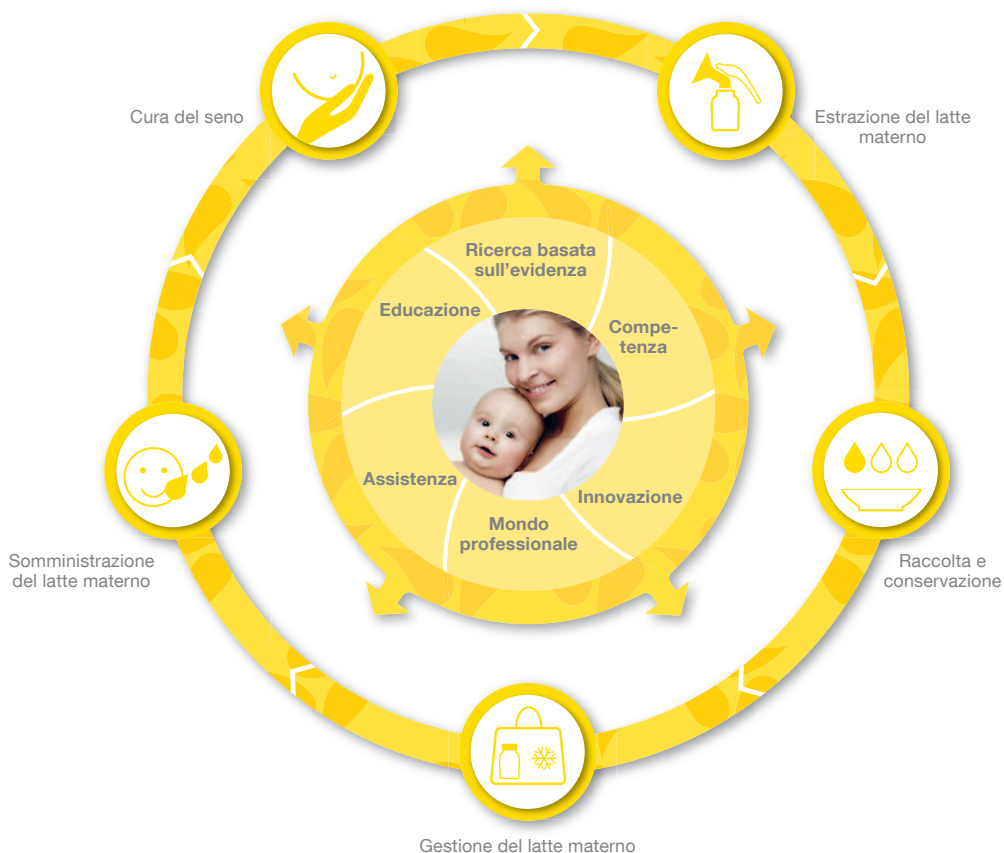 Cura del seno
Estrazione del latte
materno
Ricerca basata
sull'evidenza
Educazione
Compe-
tenza
Assistenza
Innovazione
Mondo
professionale
Somministrazione
del latte materno
Raccolta e
conservazione
Gestione del latte materno